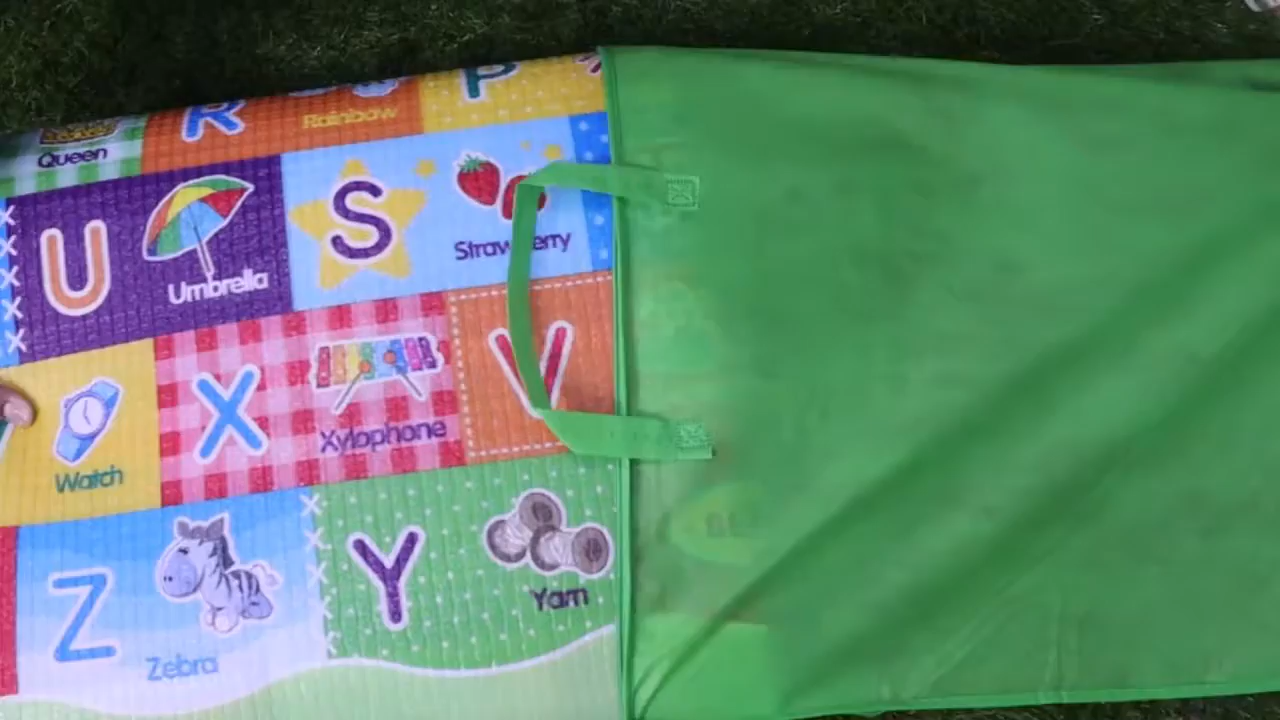 R
Rainbow
P
Queen
U
Umbrella
S
Strawberry
Watch
X
Xylophone
V
Z
Zebra
Y
Yarn